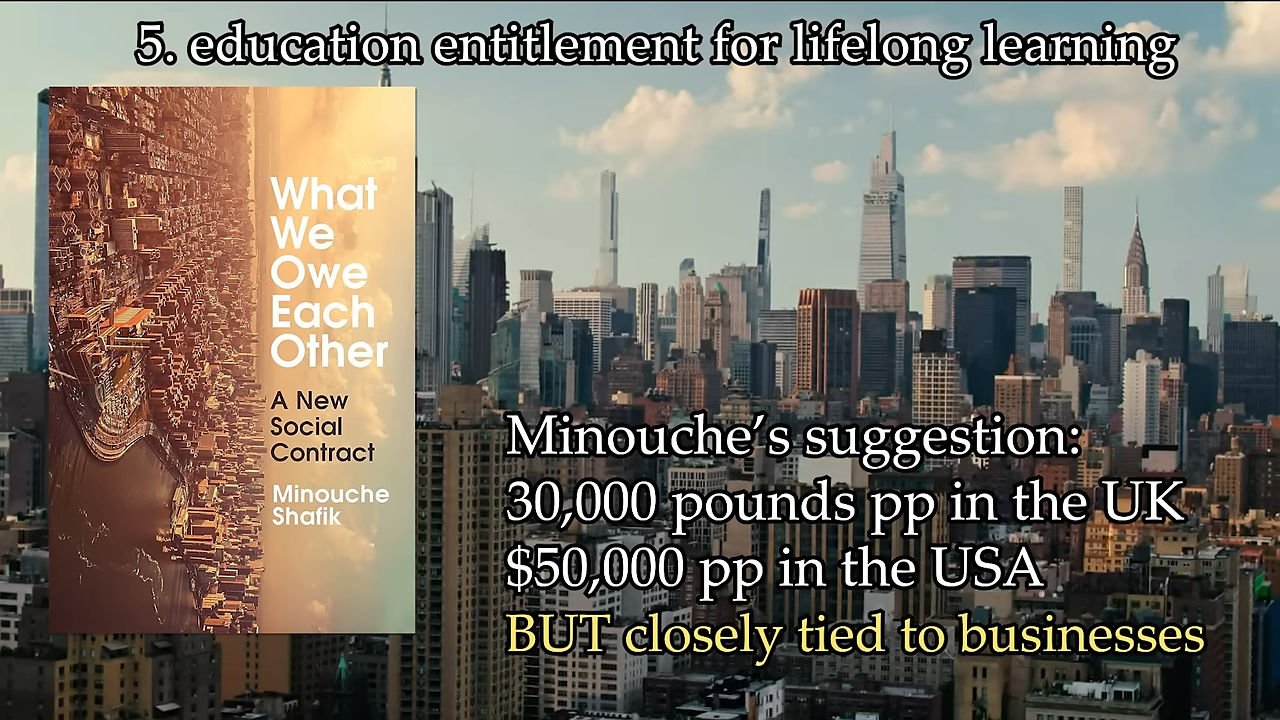 5. education entitlement for lifelong learning
What
We
Owe
Each
Other
A New
Social
Contract
Minouche
Shafik
Minouche’s suggestion:
30,000 pounds pp in the UK
$50,000 pp in the USA
BUT closely tied to businesses